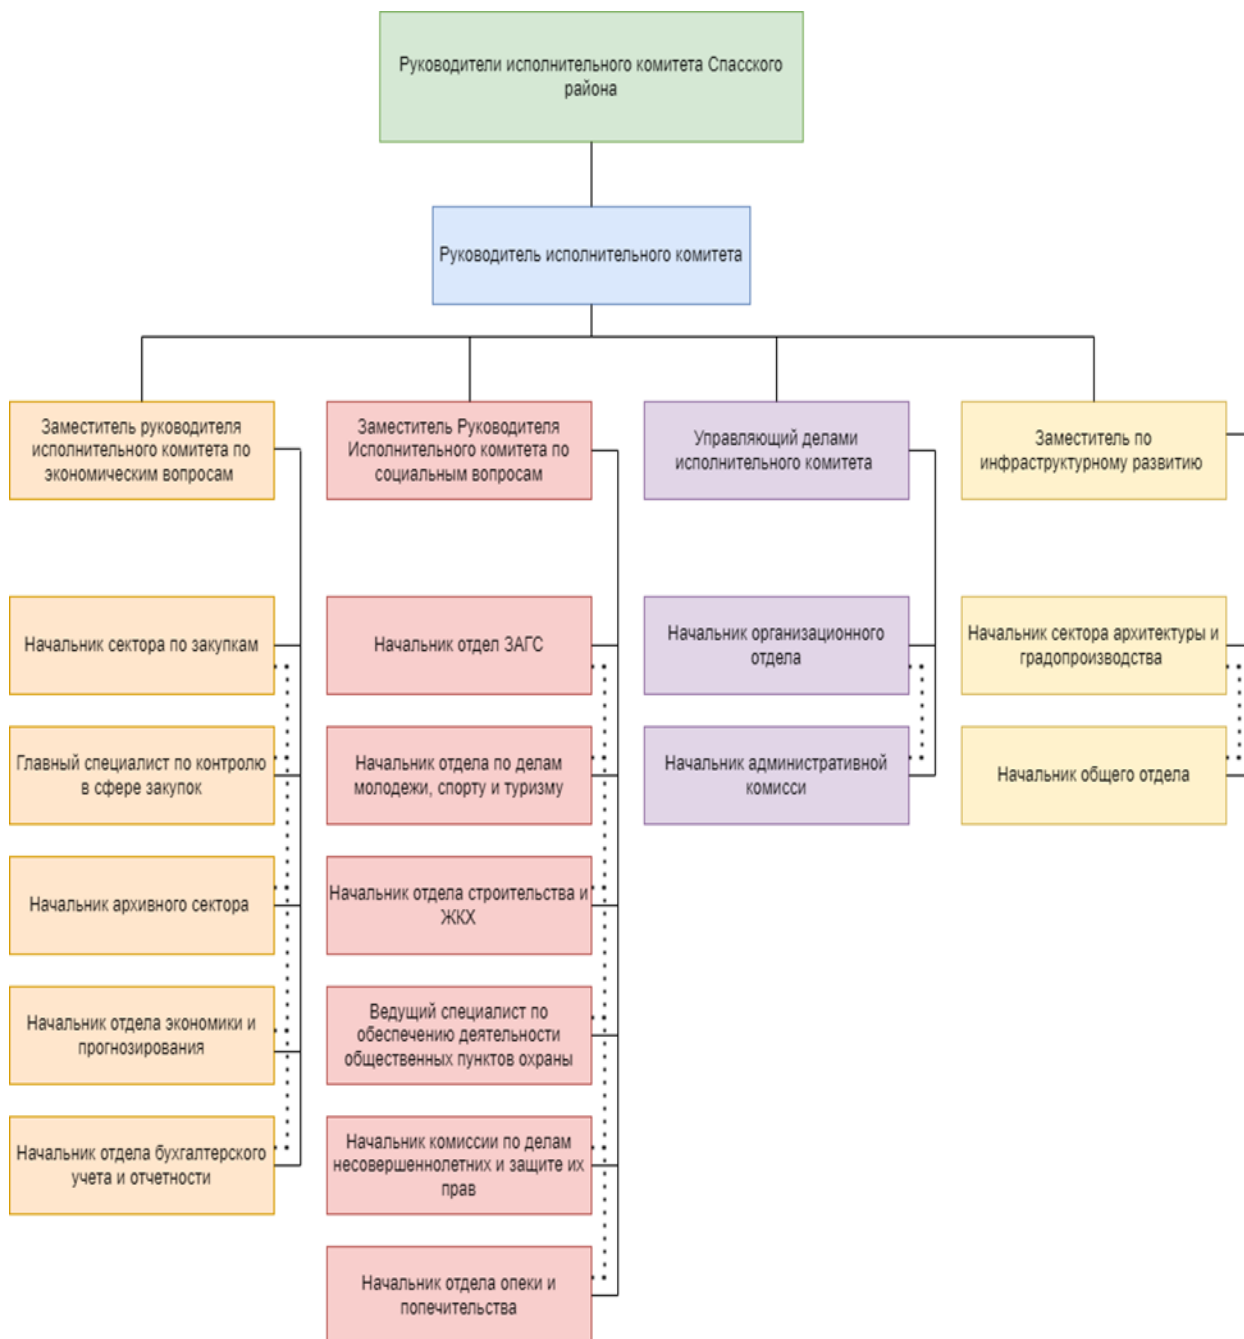 Руководители исполнительного комитета Спасского
района
Руководитель исполнительного комитета
Заместитель руководителя
исполнительного комитета по
экономическим вопросам
Заместитель Руководителя
Исполнительного комитета по
социальным вопросам
Управляющий делами
исполнительного комитета
Заместитель по
инфраструктурному развитию
Начальник сектора по закупкам
Начальник отдел ЗАГС
Начальник организационного
отдела
Начальник сектора архитектуры и
градопроизводства
Главный специалист по контролю
в сфере закупок
Начальник отдела по делам
молодежи, спорту и туризму
Начальник административной
комисси
Начальник общего отдела
Начальник архивного сектора
Начальник отдела строительства и
ЖКХ
Начальник отдела экономики и
прогнозирования
Ведущий специалист по
обеспечению деятельности
общественных пунктов охраны
Начальник отдела бухгалтерского
учета и отчетности
Начальник комиссии по делам
несовершеннолетних и защите их
прав
Начальник отдела опеки и
попечительства